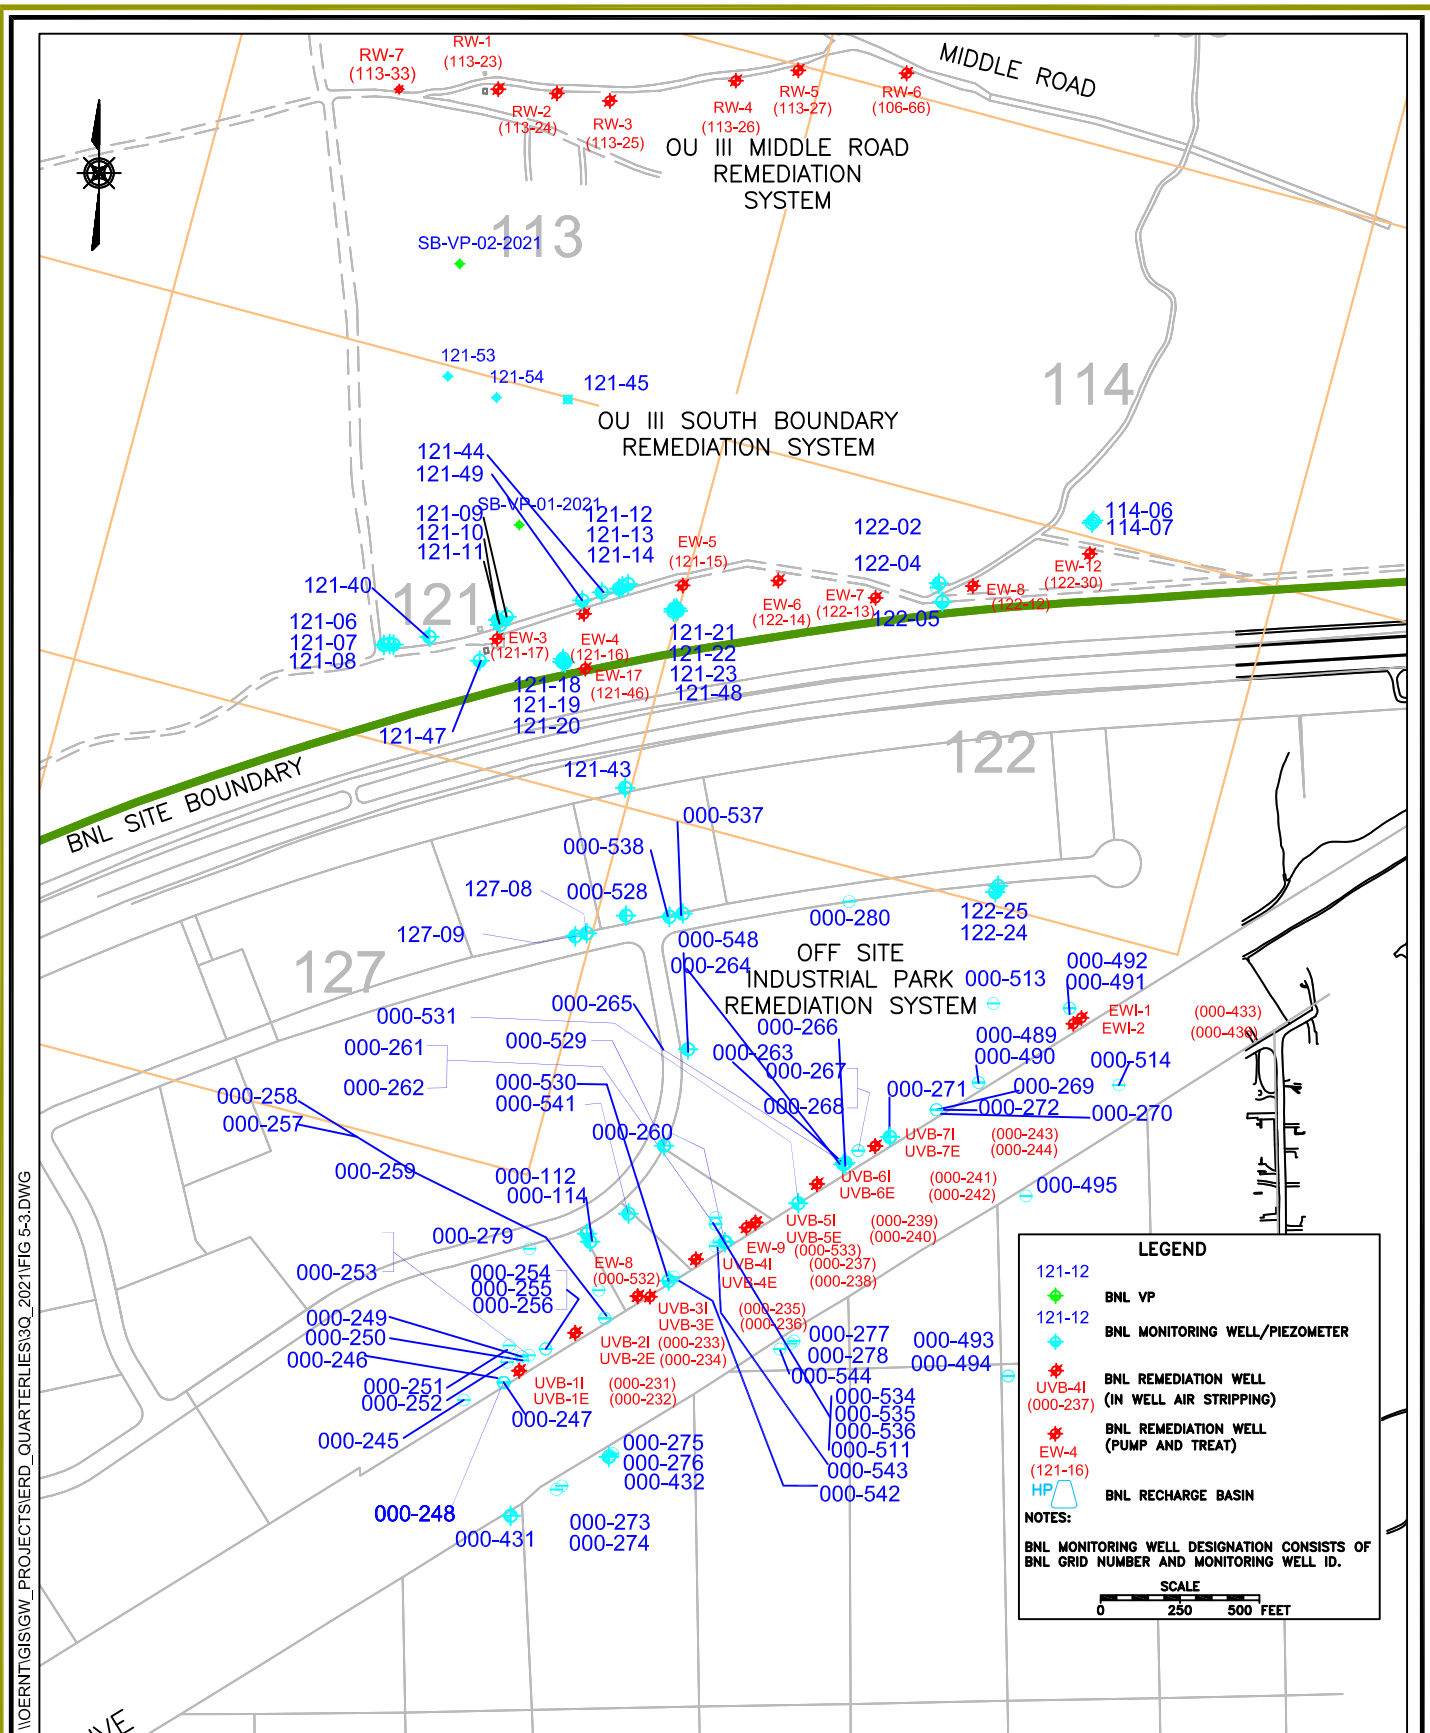 MIDDLE ROAD
RW-1
(113-23)
RW-7
(113-33)
RW-2
(113-24)
RW-3
(113-25)
RW-4
(113-26)
RW-5
(113-27)
RW-6
(106-66)
OU III MIDDLE ROAD
REMEDIATION
SYSTEM
113
SB-VP-02-2021
114
121-53
121-54
121-45
OU III SOUTH BOUNDARY
REMEDIATION SYSTEM
121-44
121-49
SB-VP-01-2021
121-09
121-10
121-11
121-12
121-13
121-14
EW-5
(121-15)
122-02
122-04
114-06
114-07
EW-12
(122-30)
EW-6
(122-14)
EW-7
(122-13)
EW-8
(122-12)
122-05
121-40
121
121-06
121-07
121-08
EW-3
(121-17)
EW-4
(121-16)
EW-17
(121-46)
121-21
121-22
121-23
121-48
121-18
121-19
121-20
121-47
122
121-43
BNL SITE BOUNDARY
000-537
000-538
127-08
000-528
127-09
000-280
122-25
122-24
127
000-548
000-264
OFF SITE
INDUSTRIAL PARK
REMEDIATION SYSTEM
000-513
000-492
000-491
EWI-1
(000-433)
EWI-2
000-265
000-531
000-529
000-266
000-263
000-267
000-268
000-489
000-490
000-514
000-261
000-262
000-530
000-541
000-271
000-269
000-272
000-270
000-258
000-257
000-260
000-259
UVB-7I
(000-243)
UVB-7E
(000-244)
000-112
000-114
UVB-6I
(000-241)
UVB-6E
(000-242)
000-495
000-279
UVB-5I
(000-239)
UVB-5E
(000-240)
EW-9
(000-533)
UVB-4I
(000-237)
UVB-4E
(000-238)
EW-8
(000-532)
000-253
000-254
000-255
000-256
UVB-3I
(000-235)
UVB-3E
(000-236)
000-249
000-250
000-246
UVB-2I
(000-233)
UVB-2E
(000-234)
000-277
000-278
000-544
000-493
000-494
000-251
000-252
UVB-1I
(000-231)
UVB-1E
(000-232)
000-247
000-245
000-534
000-535
000-536
000-511
000-543
000-542
000-275
000-276
000-432
000-248
000-431
000-273
000-274
LEGEND
121-12
BNL VP
121-12
BNL MONITORING WELL/PIEZOMETER
UVB-4I
(000-237)
BNL REMEDIATION WELL
(IN WELL AIR STRIPPING)
EW-4
(121-16)
BNL REMEDIATION WELL
(PUMP AND TREAT)
HP
BNL RECHARGE BASIN
NOTES:
BNL MONITORING WELL DESIGNATION CONSISTS OF
BNL GRID NUMBER AND MONITORING WELL ID.
SCALE
0 250 500 FEET
\\OERNT\GIS\GW_PROJECTS\ERD_QUARTERLIES\3Q_2021\FIG 5-3.DWG